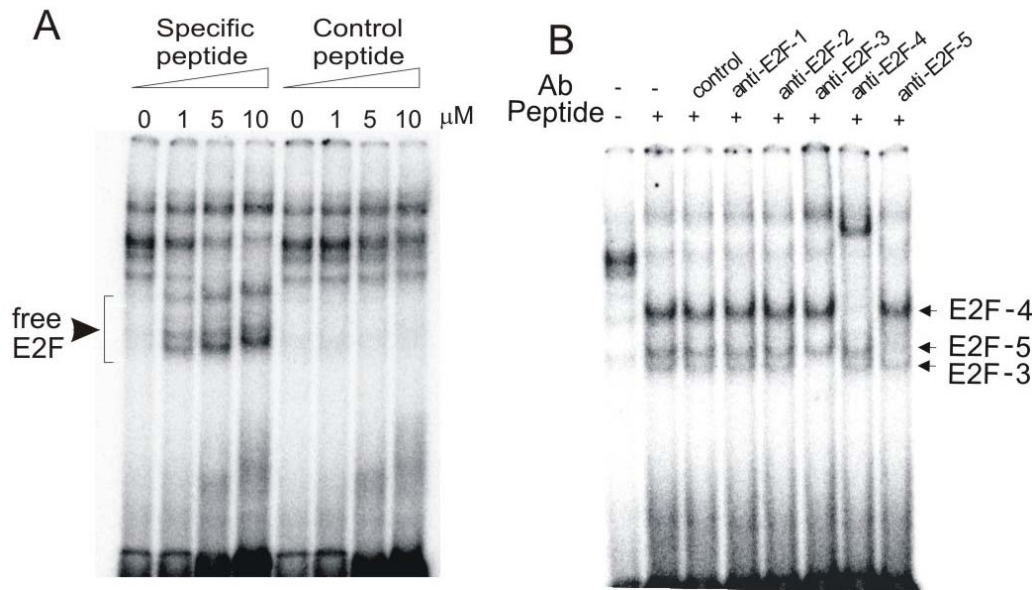 A
Specific peptide
Control peptide
0 1 5 10 0 1 5 10 μM
free
E2F
B
Ab - - control anti-E2F-1 anti-E2F-2 anti-E2F-3 anti-E2F-4 anti-E2F-5
Peptide - + + + + + + +
E2F-4
E2F-5
E2F-3